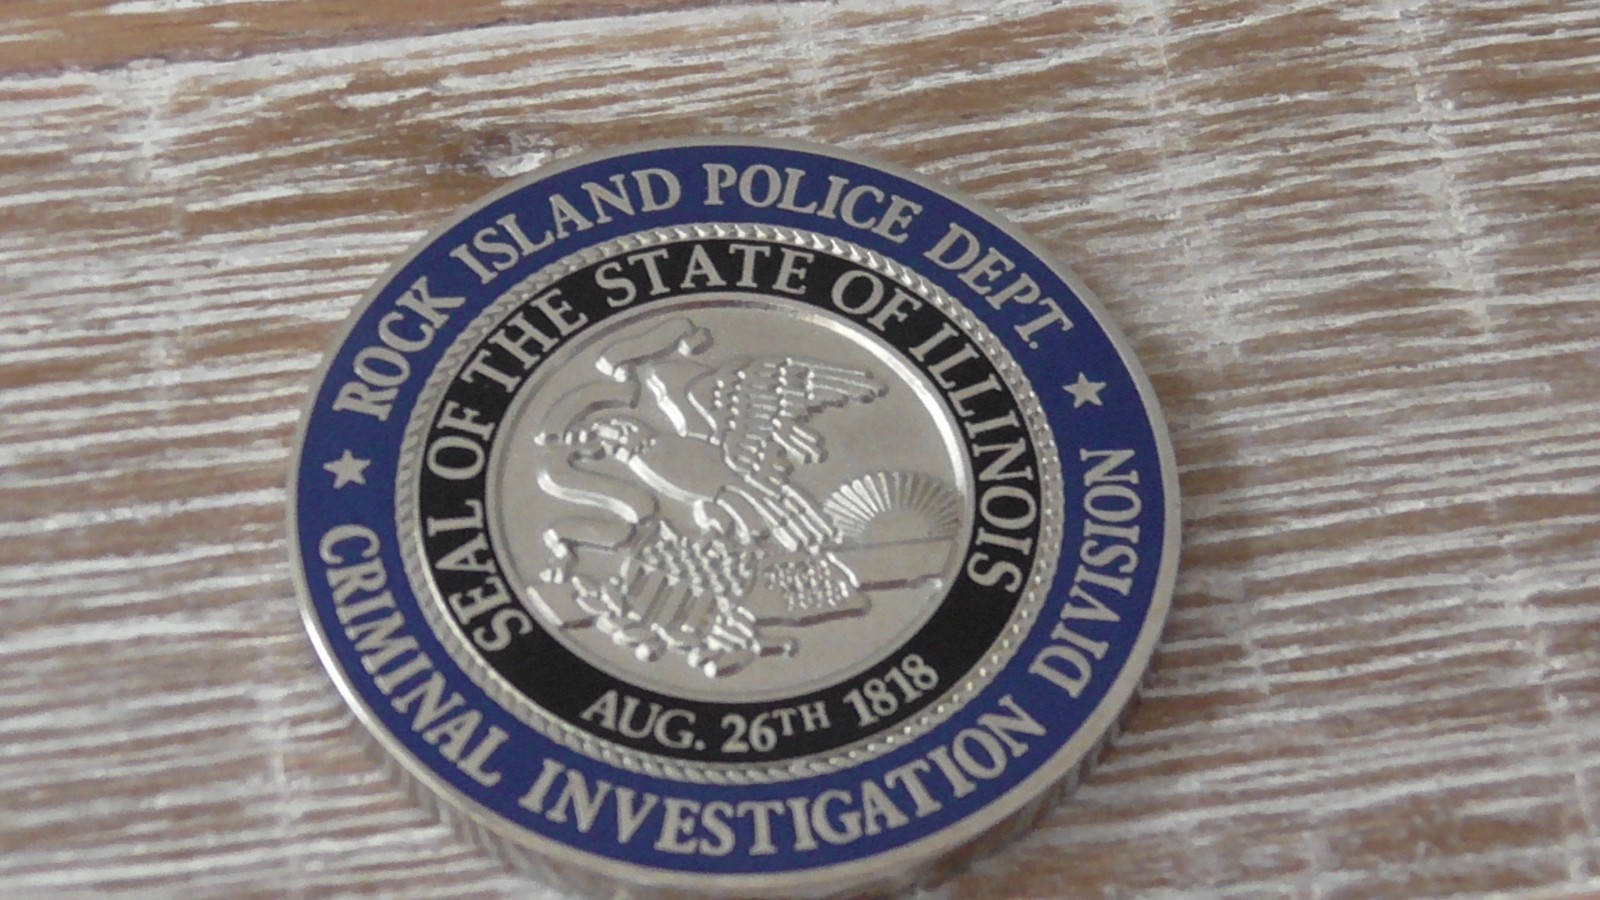 ROCK ISLAND POLICE DEPT.
CRIMINAL INVESTIGATION DIVISION
SEAL OF THE STATE OF ILLINOIS
AUG. 26TH 1818